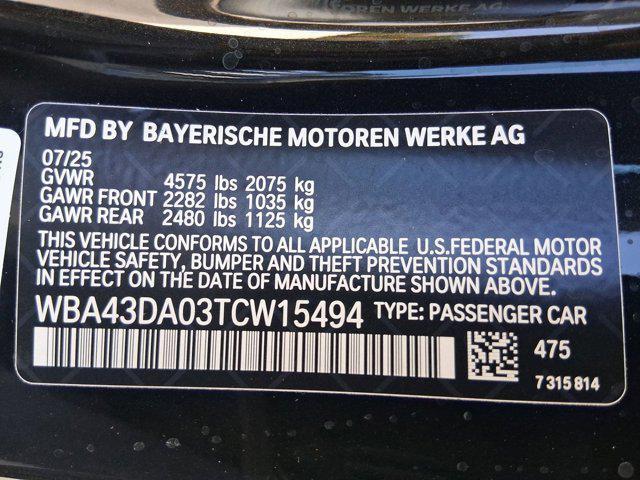 MOTOREN WERKE AG
MFD BY BAYERISCHE MOTOREN WERKE AG
07/25
GVWR 4575 lbs 2075 kg
GAWR FRONT 2282 lbs 1035 kg
GAWR REAR 2480 lbs 1125 kg
THIS VEHICLE CONFORMS TO ALL APPLICABLE U.S.FEDERAL MOTOR
VEHICLE SAFETY, BUMPER AND THEFT PREVENTION STANDARDS
IN EFFECT ON THE DATE OF MANUFACTURE SHOWN ABOVE.
WBA43DA03TCW15494 TYPE: PASSENGER CAR
475
7 315 814